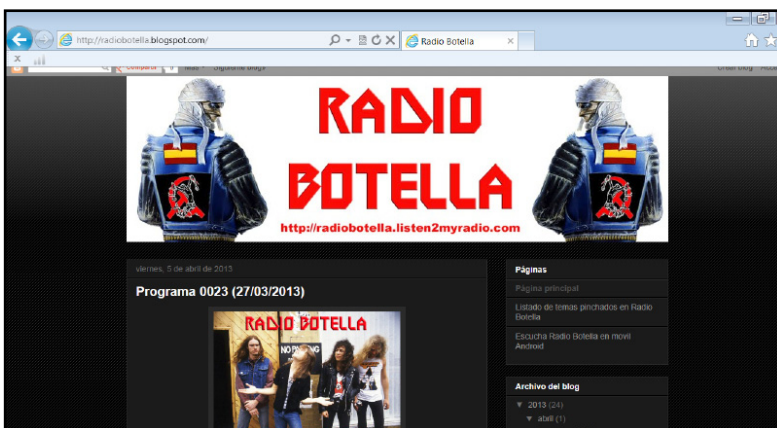 http://radiobotella.blogspot.com/
Radio Botella
RADIO
BOTELLA
http://radiobotella.listen2myradio.com
viernes, 5 de abril de 2013
Programa 0023 (27/03/2013)
RADIO BOTELLA
Páginas
Página principal
Listado de temas pinchados en Radio
Botella
Escucha Radio Botella en movil
Android
Archivo del blog
▼ 2013 (24)
▼ abril (1)